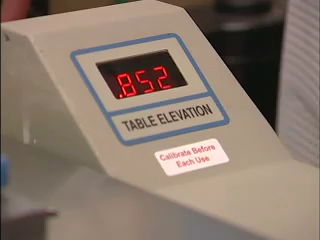 .852
TABLE ELEVATION
Calibrate Before
Each Use